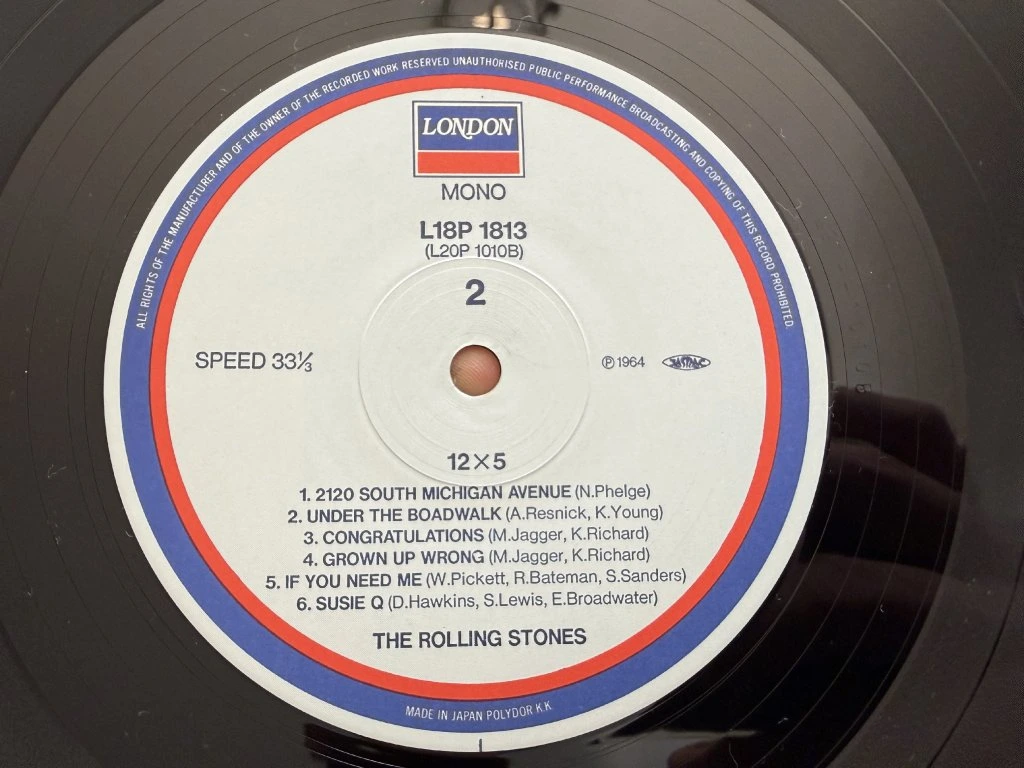 ALL RIGHTS OF THE MANUFACTURER AND OF THE OWNER OF THE RECORDED WORK RESERVED UNAUTHORISED PUBLIC PERFORMANCE BROADCASTING AND COPYING OF THIS RECORD PROHIBITED.
LONDON
MONO
L18P 1813
(L20P 1010B)
2
SPEED 33⅓
℗ 1964
JASRAC
12×5
1. 2120 SOUTH MICHIGAN AVENUE (N.Phelge)
2. UNDER THE BOADWALK (A.Resnick, K.Young)
3. CONGRATULATIONS (M.Jagger, K.Richard)
4. GROWN UP WRONG (M.Jagger, K.Richard)
5. IF YOU NEED ME (W.Pickett, R.Bateman, S.Sanders)
6. SUSIE Q (D.Hawkins, S.Lewis, E.Broadwater)
THE ROLLING STONES
MADE IN JAPAN POLYDOR K.K.